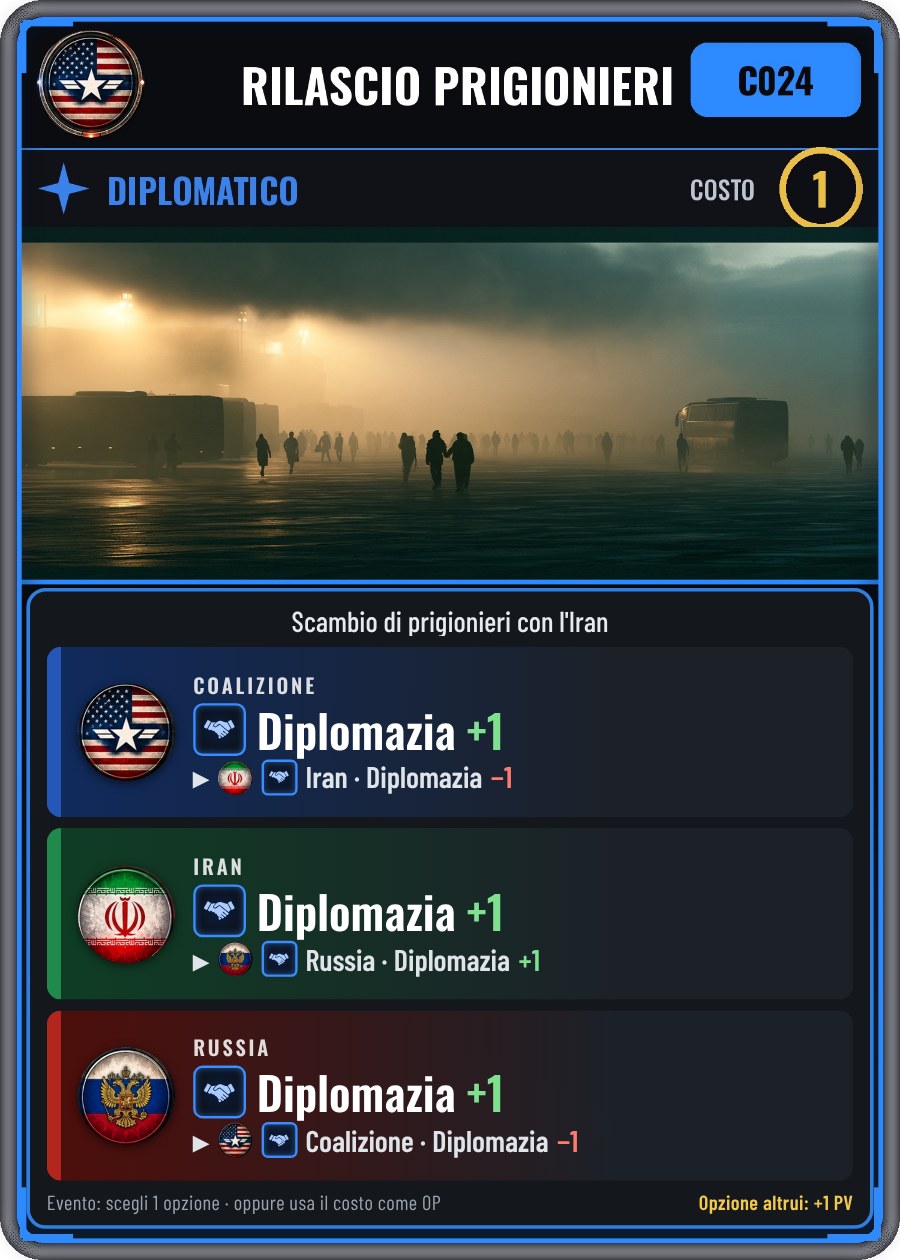 RILASCIO PRIGIONIERI
C024
DIPLOMATICO
COSTO
1
Scambio di prigionieri con l'Iran
COALIZIONE
Diplomazia +1
▶ Iran · Diplomazia −1
IRAN
Diplomazia +1
▶ Russia · Diplomazia +1
RUSSIA
Diplomazia +1
▶ Coalizione · Diplomazia −1
Evento: scegli 1 opzione · oppure usa il costo come OP
Opzione altrui: +1 PV